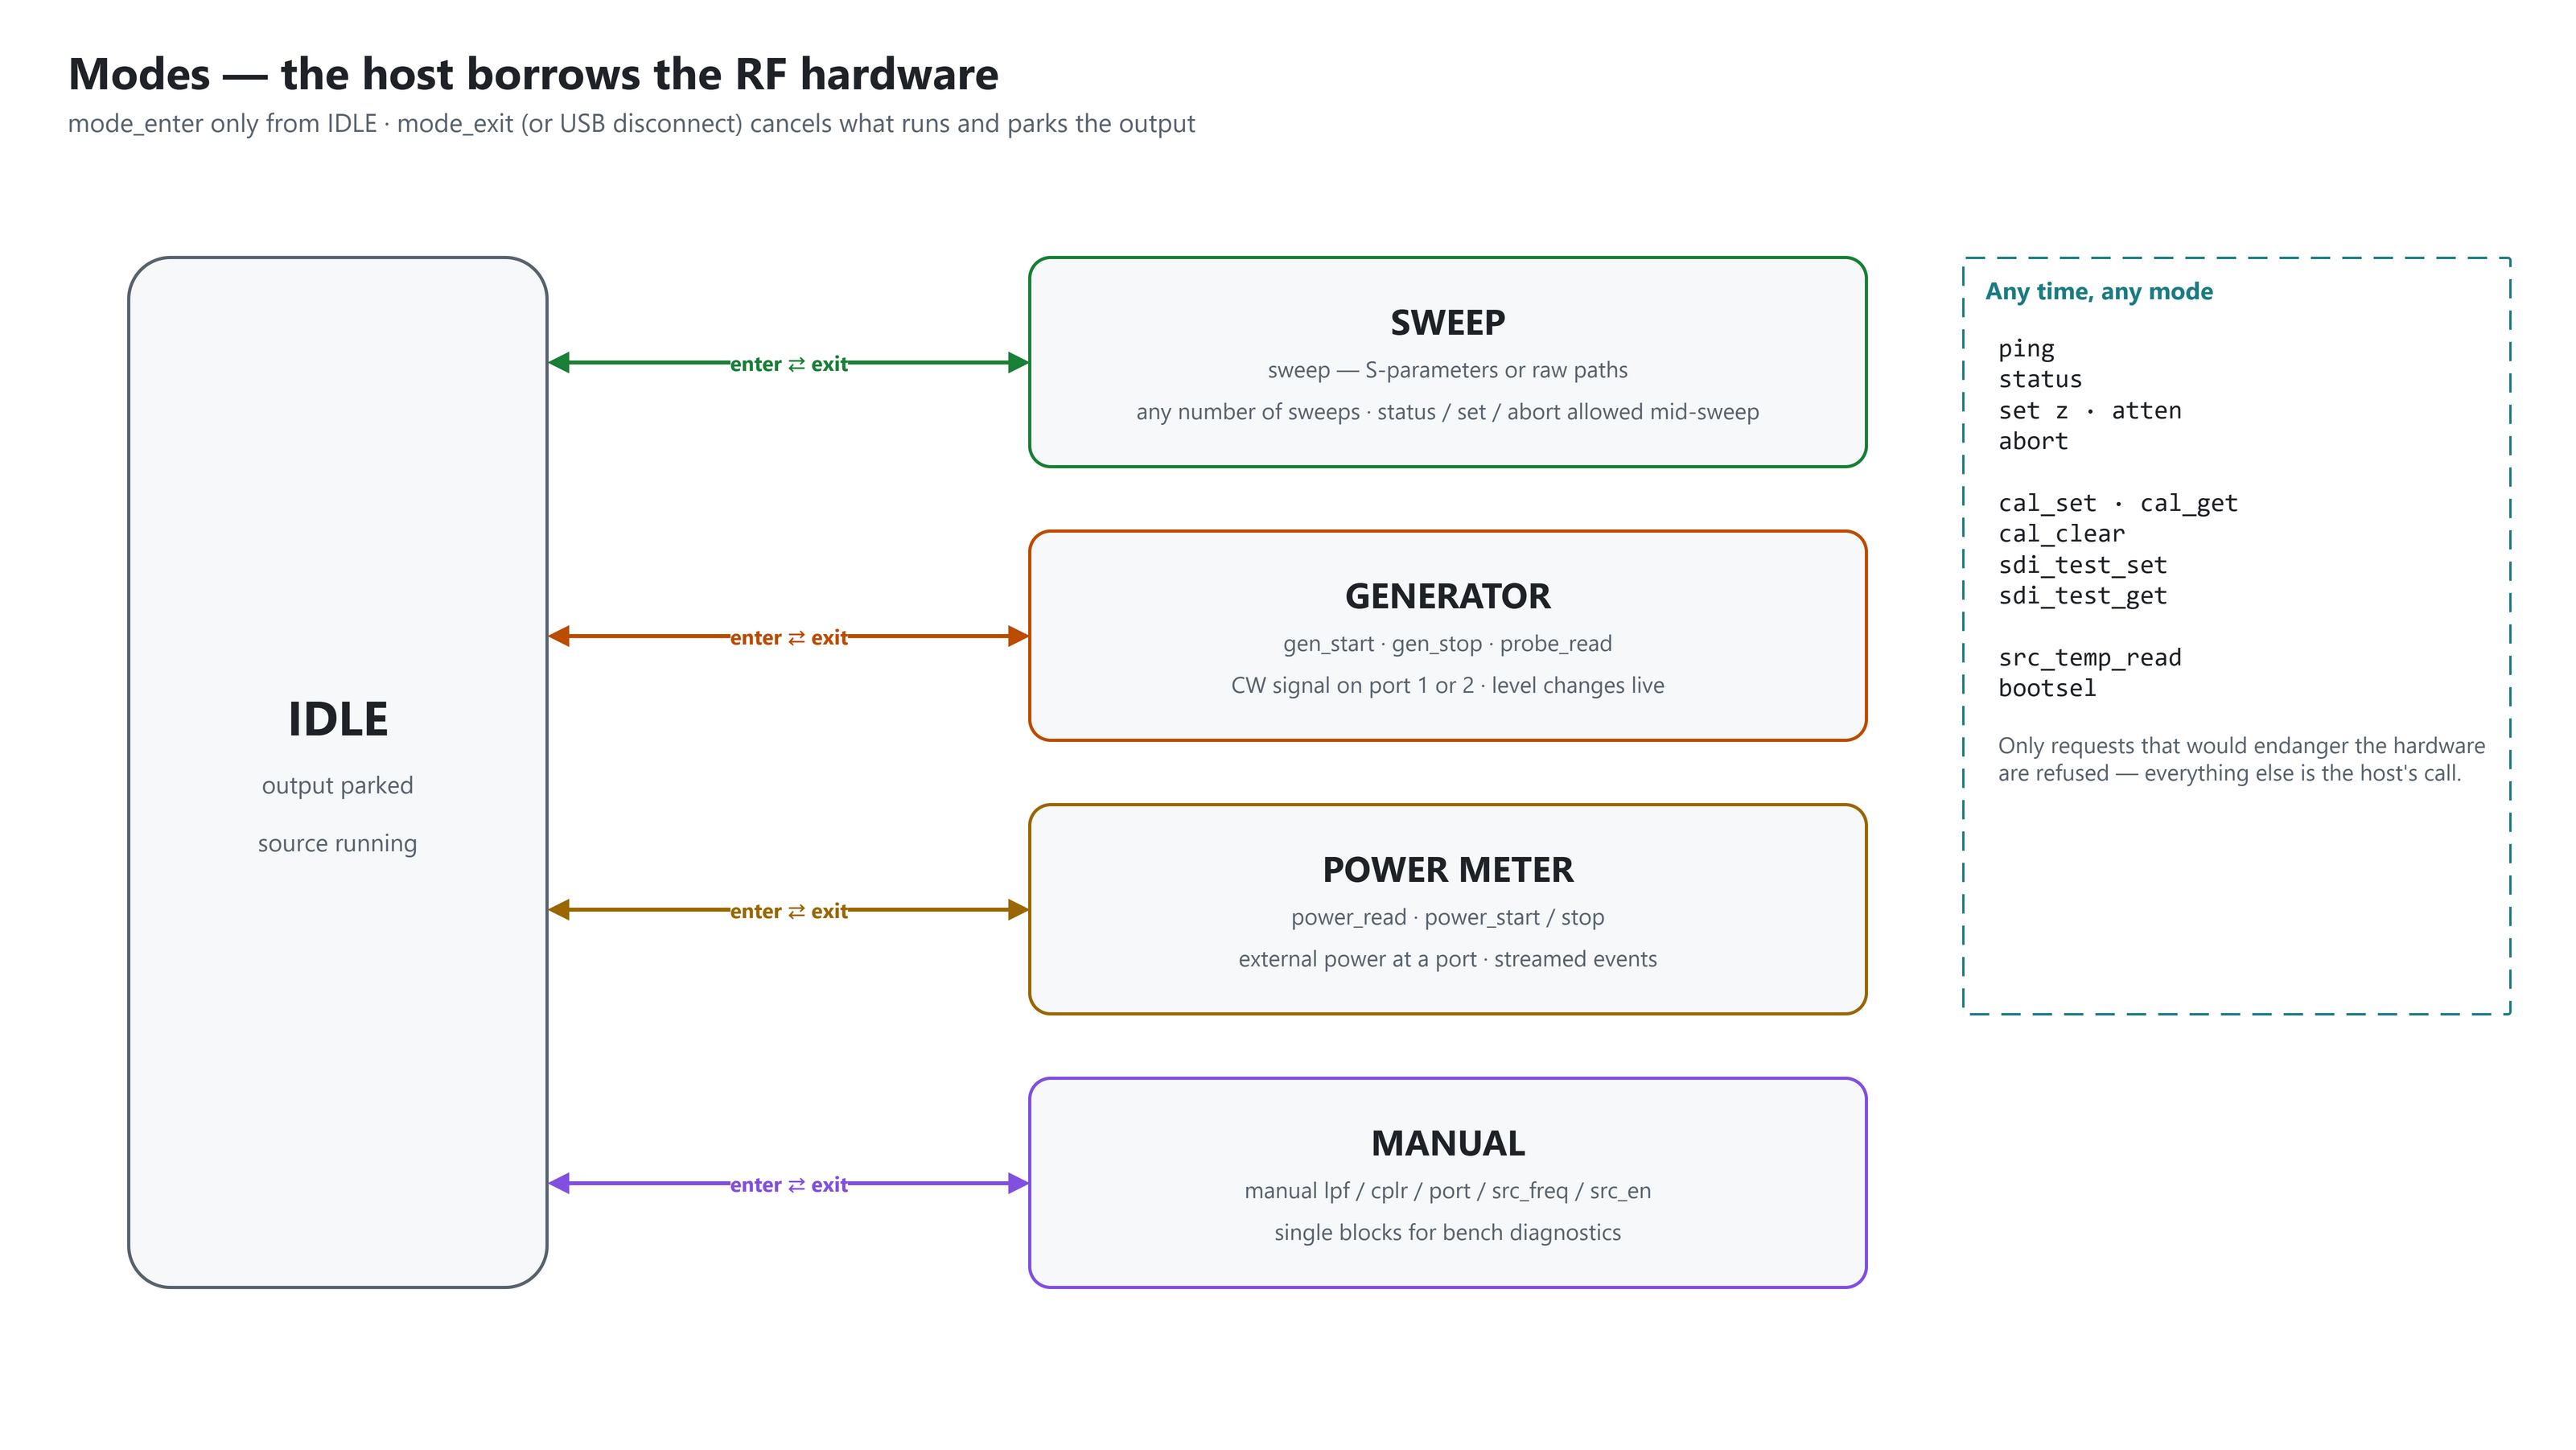 Modes — the host borrows the RF hardware
mode_enter only from IDLE · mode_exit (or USB disconnect) cancels what runs and parks the output
IDLE
output parked
source running
enter ⇄ exit
SWEEP
sweep — S-parameters or raw paths
any number of sweeps · status / set / abort allowed mid-sweep
enter ⇄ exit
GENERATOR
gen_start · gen_stop · probe_read
CW signal on port 1 or 2 · level changes live
enter ⇄ exit
POWER METER
power_read · power_start / stop
external power at a port · streamed events
enter ⇄ exit
MANUAL
manual lpf / cplr / port / src_freq / src_en
single blocks for bench diagnostics
Any time, any mode
ping
status
set z · atten
abort
cal_set · cal_get
cal_clear
sdi_test_set
sdi_test_get
src_temp_read
bootsel
Only requests that would endanger the hardware
are refused — everything else is the host's call.